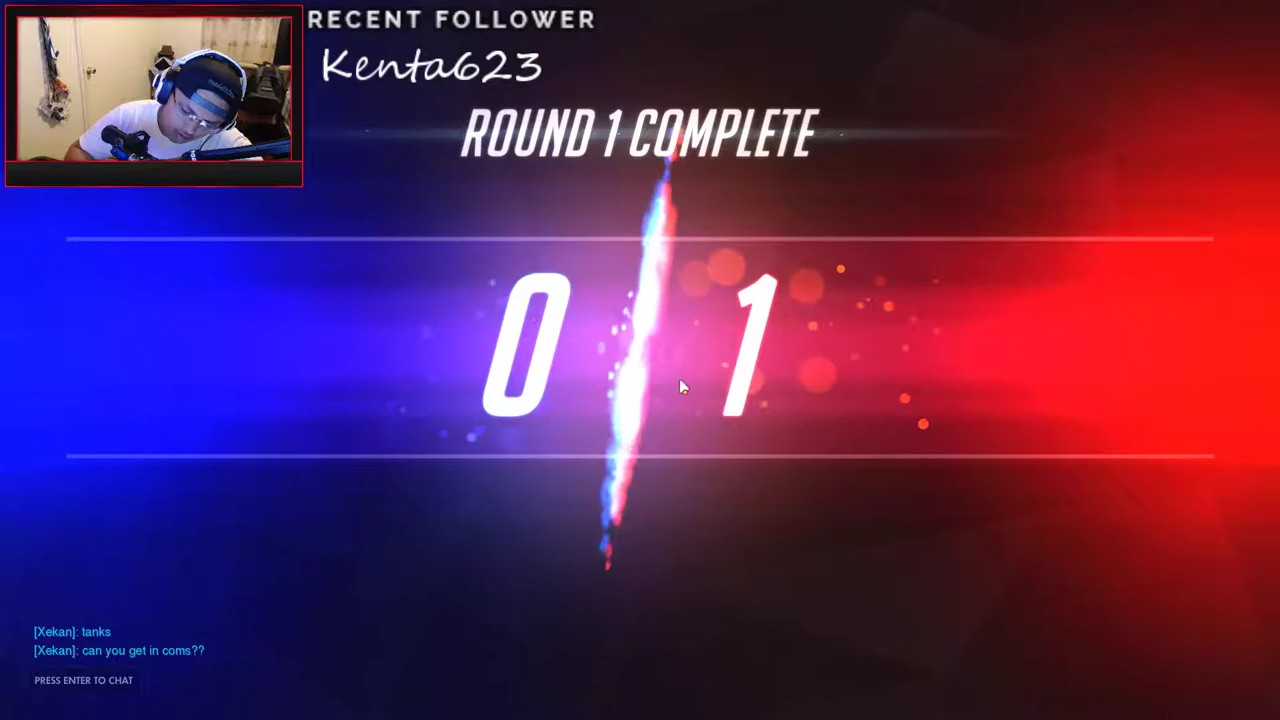 RECENT FOLLOWER
Kenta623
ROUND 1 COMPLETE
0 1
[Xekan]: tanks
[Xekan]: can you get in coms??
PRESS ENTER TO CHAT